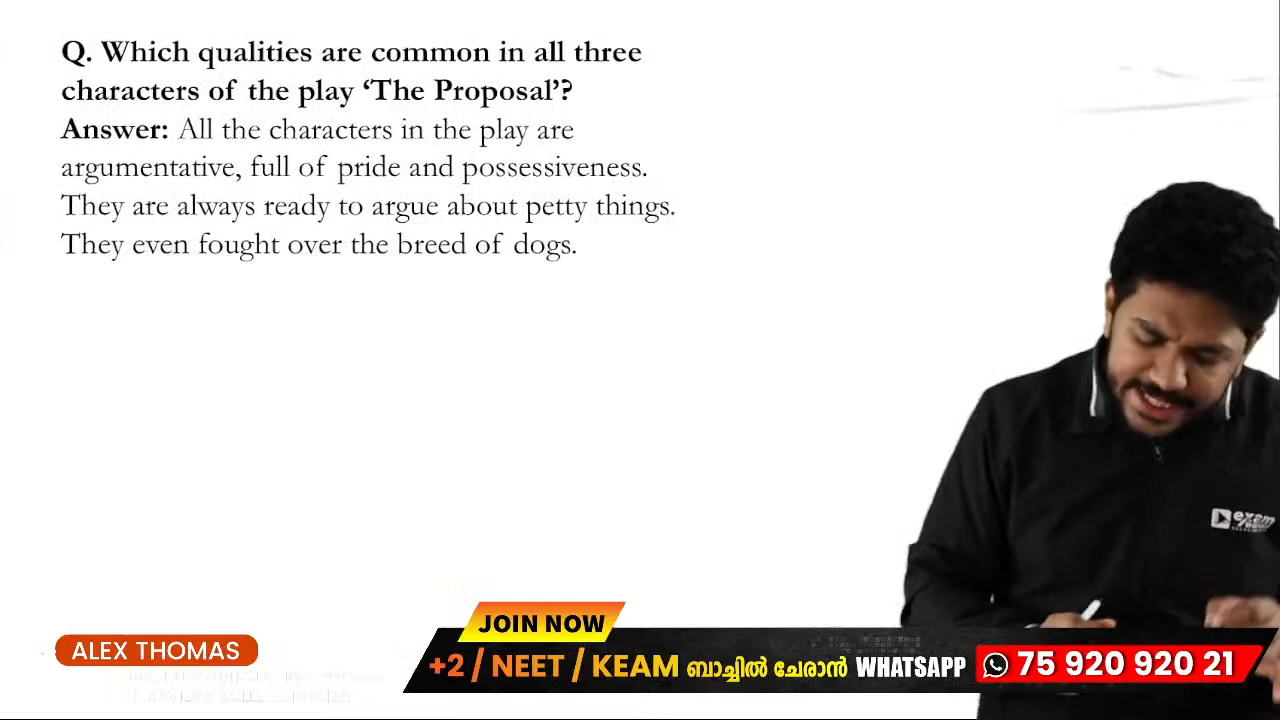 Q. Which qualities are common in all three
characters of the play ‘The Proposal’?
Answer: All the characters in the play are
argumentative, full of pride and possessiveness.
They are always ready to argue about petty things.
They even fought over the breed of dogs.
exam
ALEX THOMAS
JOIN NOW
+2 / NEET / KEAM ബാച്ചിൽ ചേരാൻ WHATSAPP 75 920 920 21